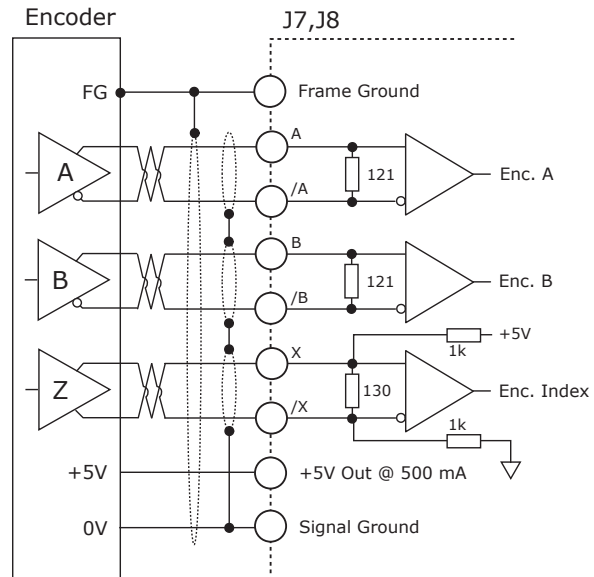 Encoder
J7,J8
FG
Frame Ground
A
A
/A
121
Enc. A
B
B
/B
121
Enc. B
Z
X
/X
130
+5V
1k
Enc. Index
1k
+5V
+5V Out @ 500 mA
0V
Signal Ground